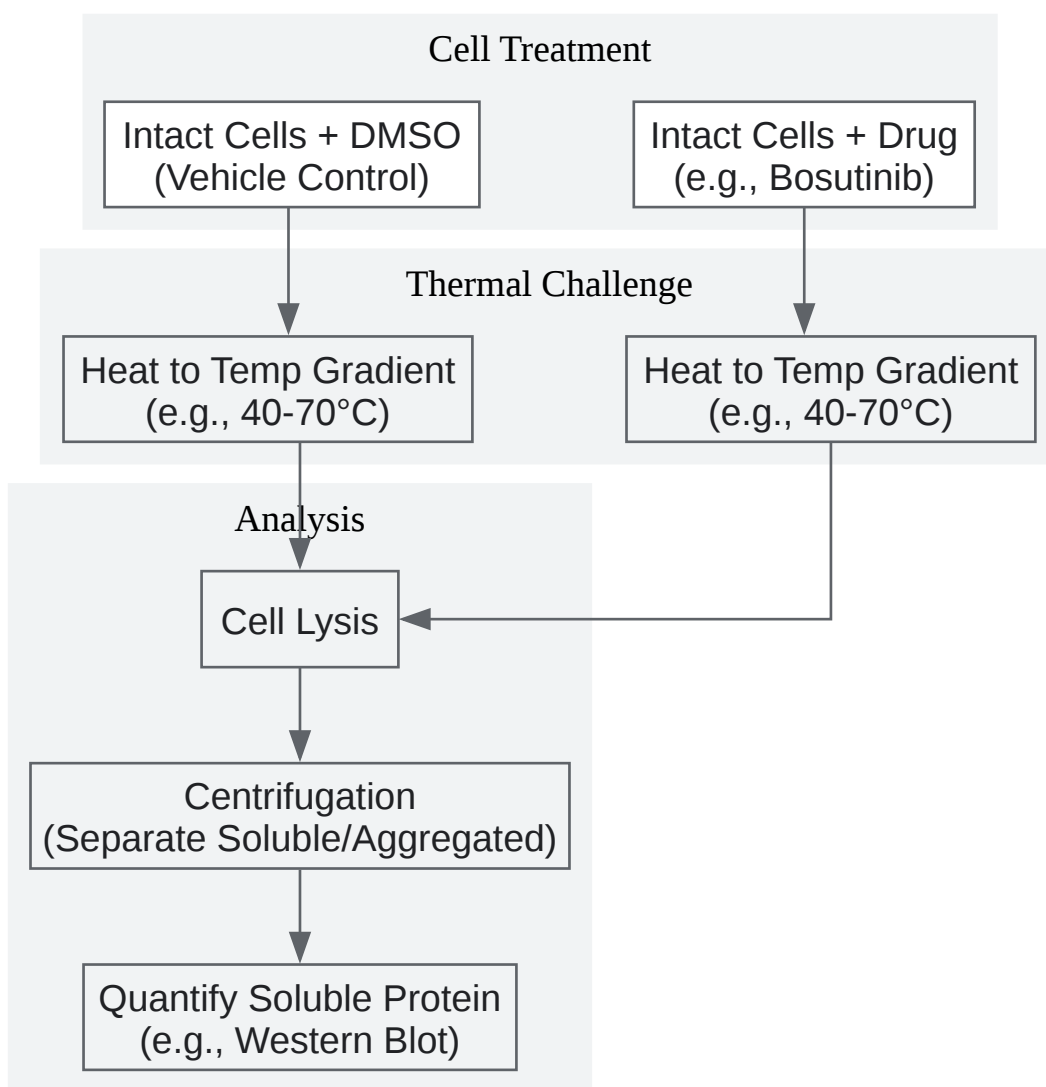 Cell Treatment
Intact Cells + DMSO
(Vehicle Control)
Intact Cells + Drug
(e.g., Bosutinib)
Thermal Challenge
Heat to Temp Gradient
(e.g., 40-70°C)
Heat to Temp Gradient
(e.g., 40-70°C)
Analysis
Cell Lysis
Centrifugation
(Separate Soluble/Aggregated)
Quantify Soluble Protein
(e.g., Western Blot)